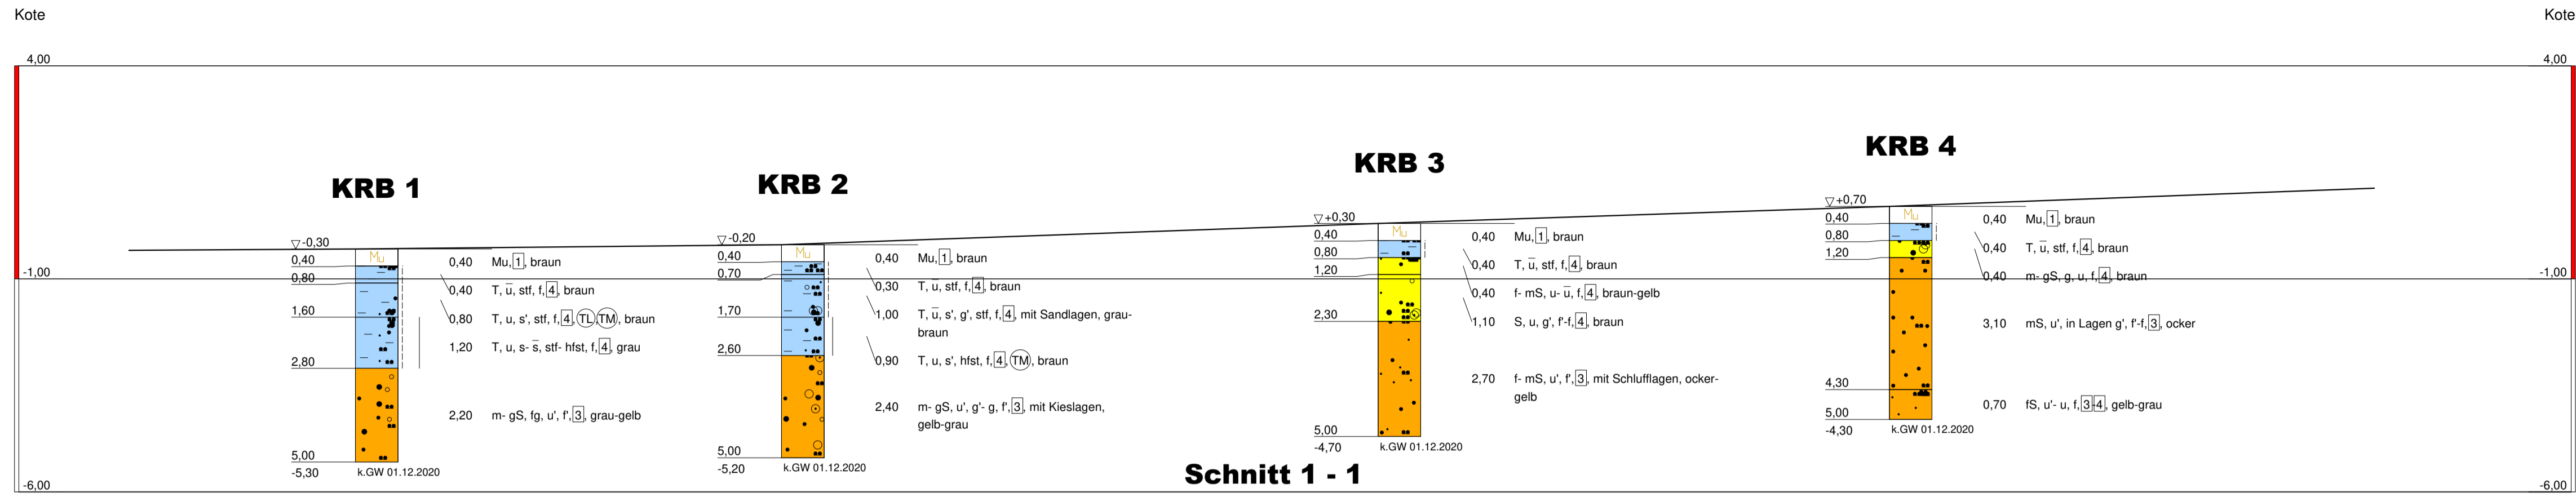 Kote
Kote
4,00
4,00
-1,00
-1,00
-6,00
-6,00
KRB 1
-0,30
Mu
0,40
0,80
1,60
2,80
5,00
-5,30
k.GW 01.12.2020
0,40 Mu, 1, braun
0,40 T, u̅, stf, f, 4, braun
0,80 T, u, s', stf, f, 4, TL, TM, braun
1,20 T, u, s- s̅, stf- hfst, f, 4, grau
2,20 m- gS, fg, u', f', 3, grau-gelb
KRB 2
-0,20
Mu
0,40
0,70
1,70
2,60
5,00
-5,20
k.GW 01.12.2020
0,40 Mu, 1, braun
0,30 T, u̅, stf, f, 4, braun
1,00 T, u̅, s', g', stf, f, 4, mit Sandlagen, grau-
braun
0,90 T, u, s', hfst, f, 4, TM, braun
2,40 m- gS, u', g'- g, f', 3, mit Kieslagen,
gelb-grau
KRB 3
+0,30
Mu
0,40
0,80
1,20
2,30
5,00
-4,70
k.GW 01.12.2020
0,40 Mu, 1, braun
0,40 T, u̅, stf, f, 4, braun
0,40 f- mS, u- u̅, f, 4, braun-gelb
1,10 S, u, g', f'-f, 4, braun
2,70 f- mS, u', f', 3, mit Schlufflagen, ocker-
gelb
KRB 4
+0,70
Mu
0,40
0,80
1,20
4,30
5,00
-4,30
k.GW 01.12.2020
0,40 Mu, 1, braun
0,40 T, u̅, stf, f, 4, braun
0,40 m- gS, g, u, f, 4, braun
3,10 mS, u', in Lagen g', f'-f, 3, ocker
0,70 fS, u'- u, f, 3-4, gelb-grau
Schnitt 1 - 1